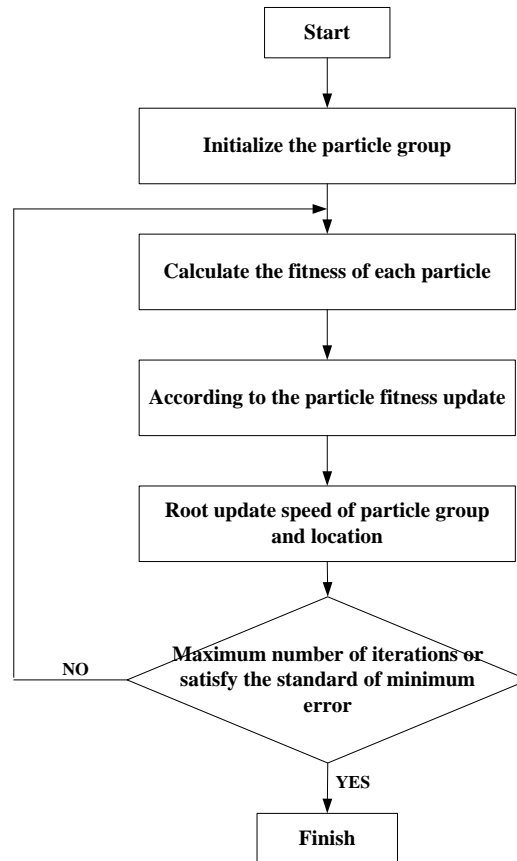 Start
Initialize the particle group
Calculate the fitness of each particle
According to the particle fitness update
Root update speed of particle group
and location
Maximum number of iterations or
satisfy the standard of minimum
error
NO
YES
Finish